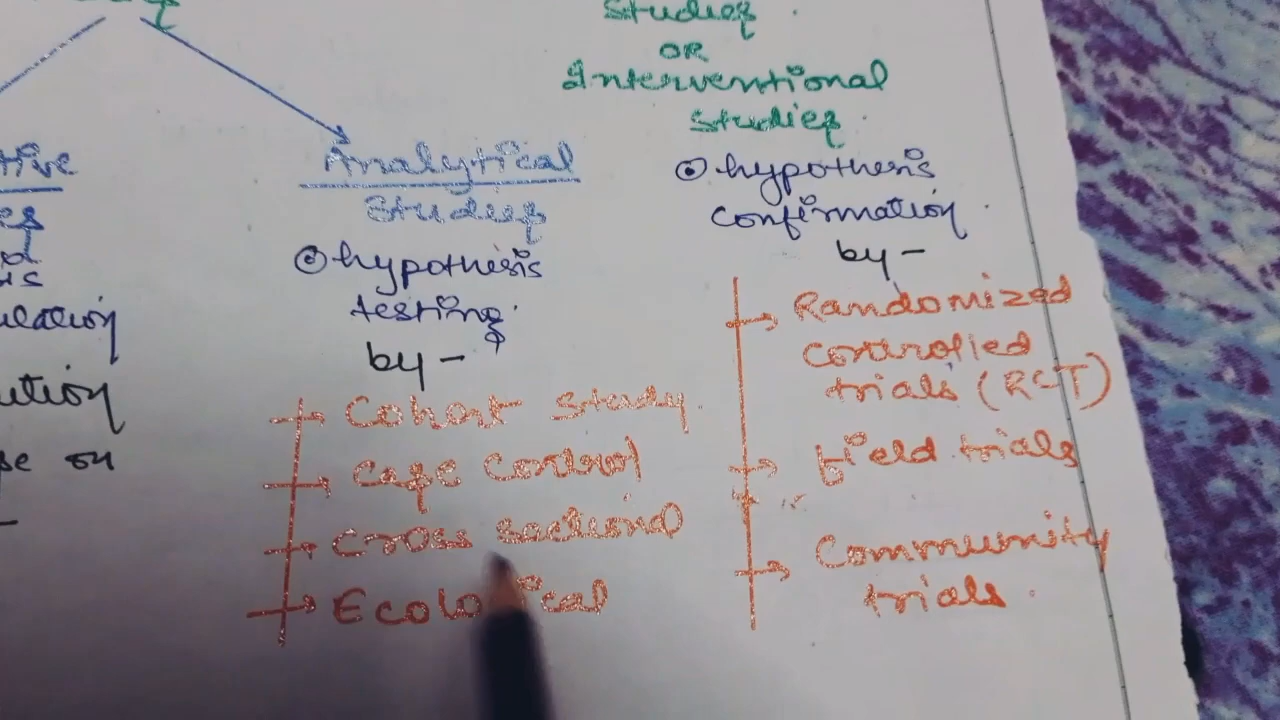 Studies.
OR
Interventional
Studies.
Analytical
Studies
hypothesis
testing.
by -
Cohort study.
Case control
Cross sectional
Ecological
hypothesis
confirmation.
by -
Randomized
controlled
trials (RCT)
field trials
Community
trials.
on